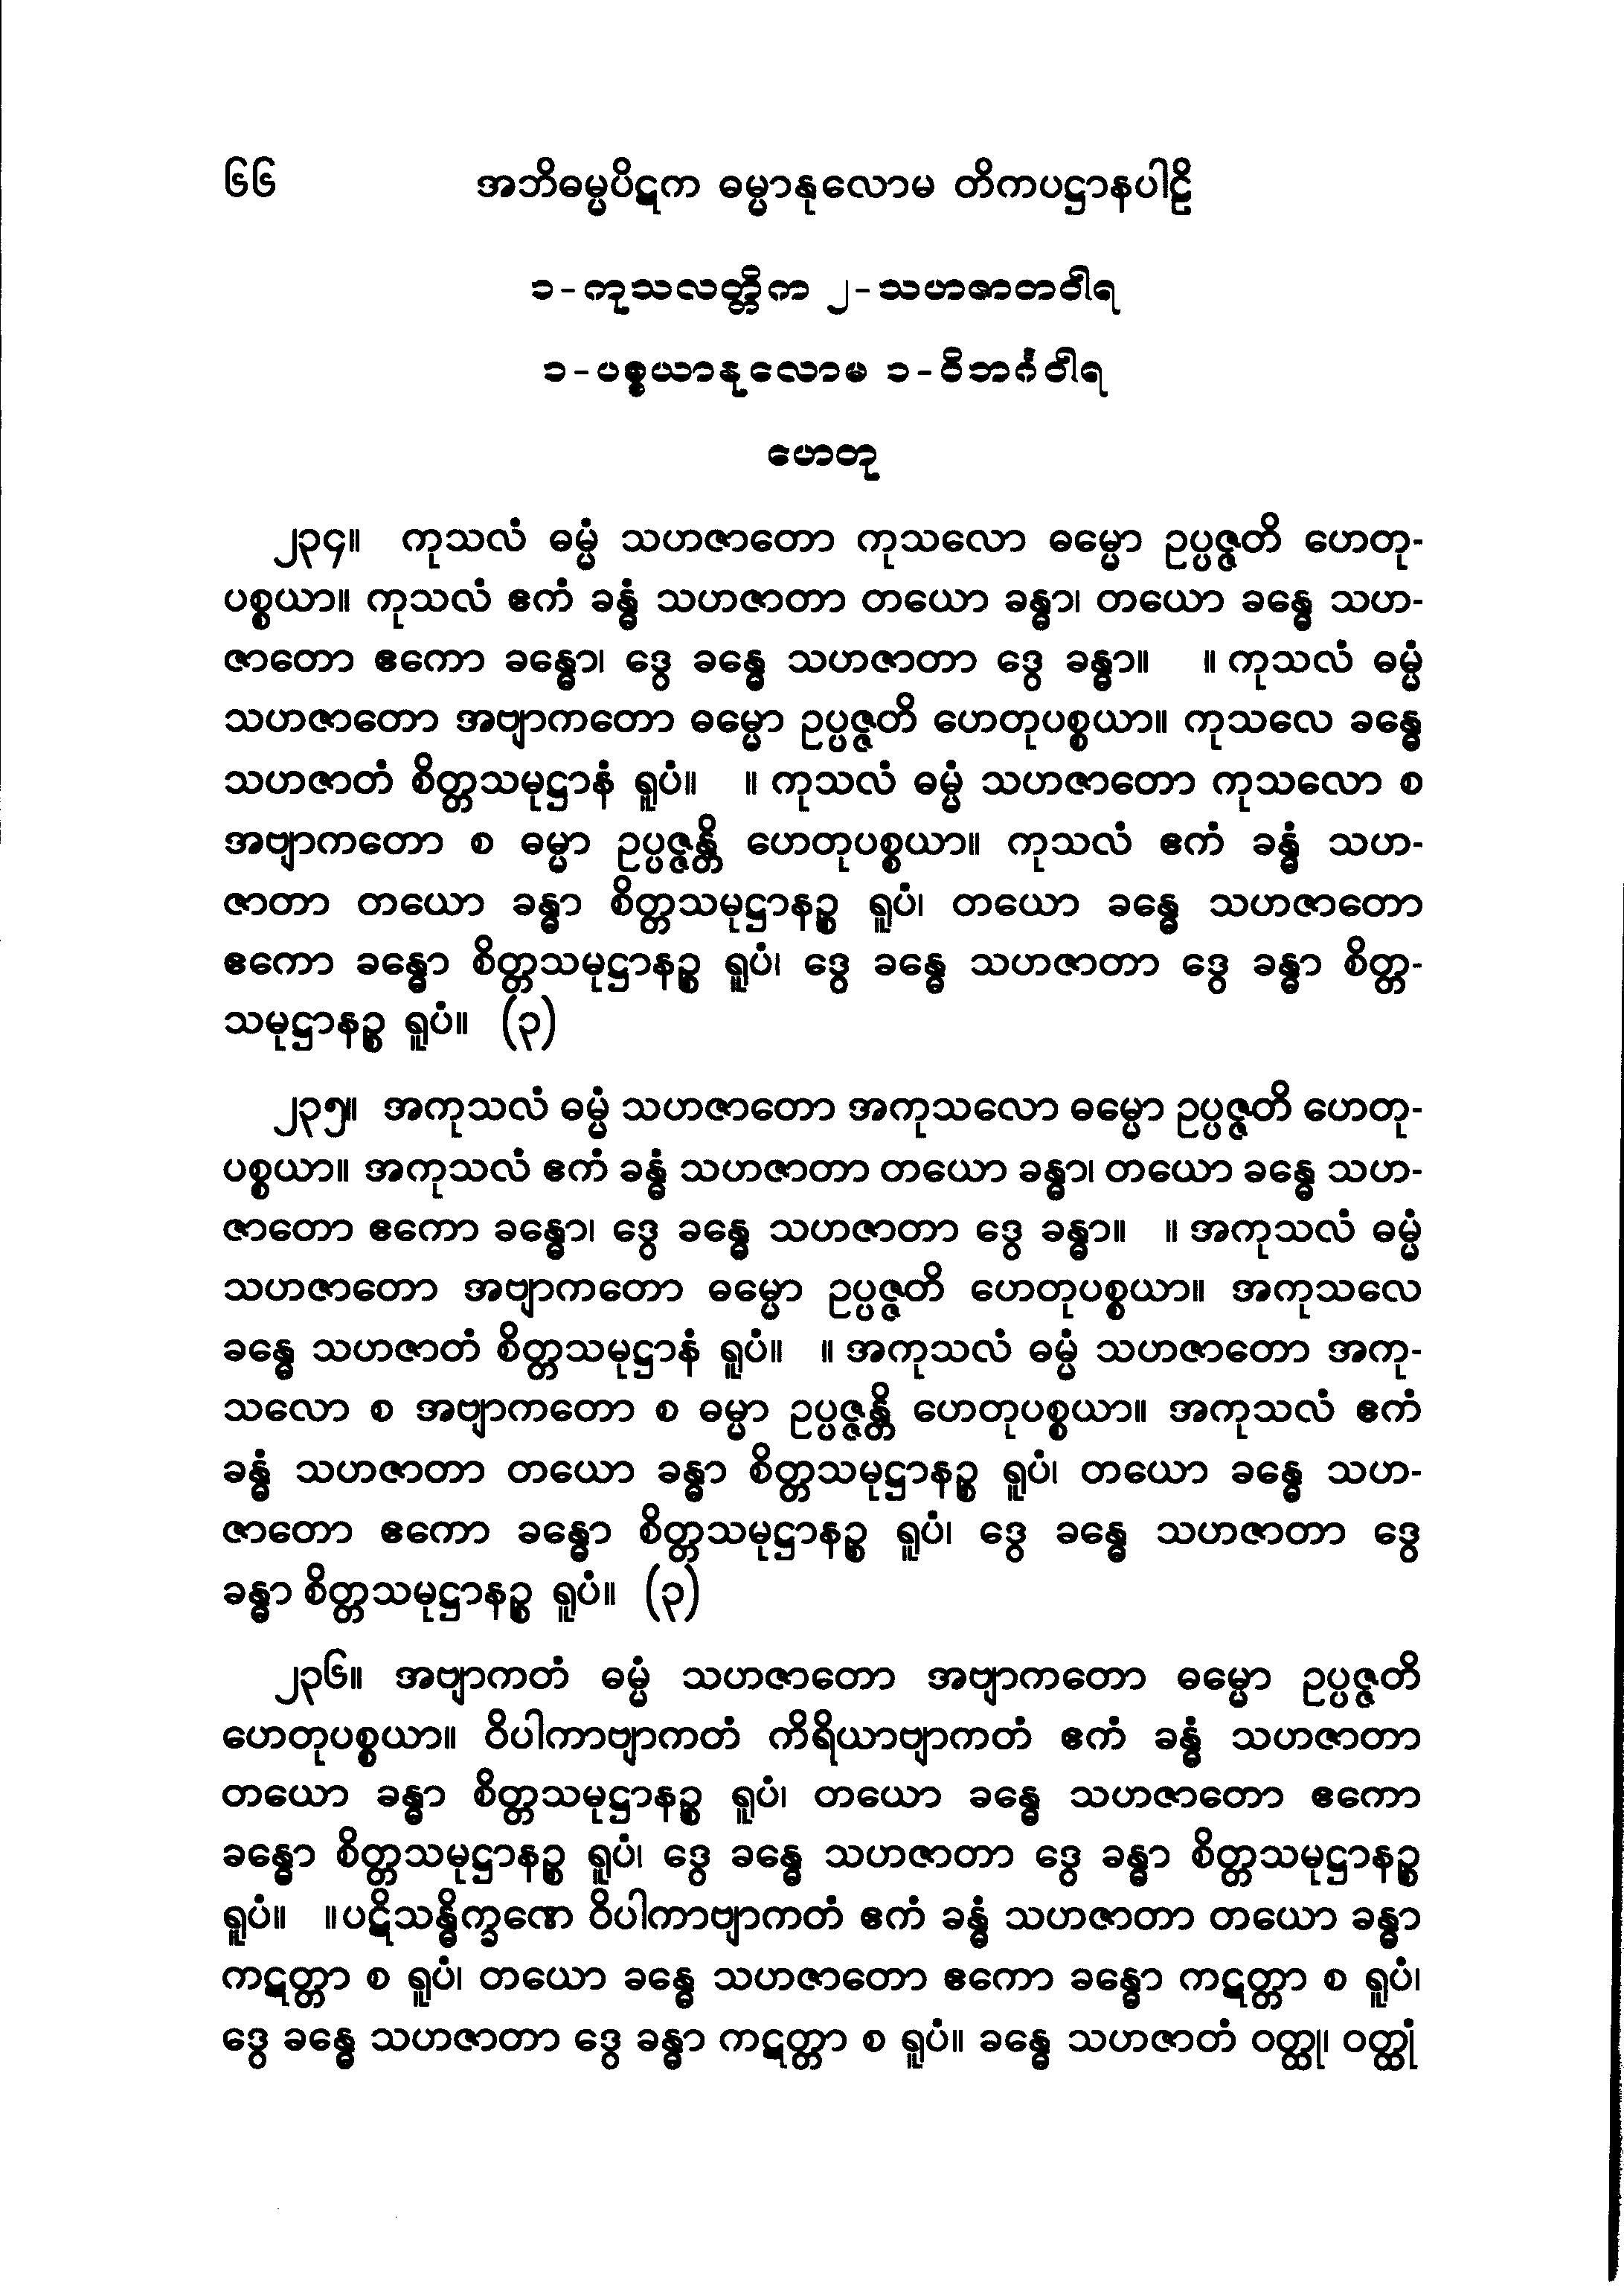 ၆၆ အဘိဓမ္မပိဋက ဓမ္မာနုလောမ တိကပဋ္ဌာနပါဠိ
၁-ကုသလတ္တိက ၂-သဟဇာတဝါရ
၁-ပစ္စယာနုလောမ ၁-ဝိဘင်္ဂဝါရ
ဟေတု
၂၃၄။ ကုသလံ ဓမ္မံ သဟဇာတော ကုသလော ဓမ္မော ဥပ္ပဇ္ဇတိ ဟေတု-
ပစ္စယာ။ ကုသလံ ဧကံ ခန္ဓံ သဟဇာတာ တယော ခန္ဓာ၊ တယော ခန္ဓေ သဟ-
ဇာတော ဧကော ခန္ဓော၊ ဒွေ ခန္ဓေ သဟဇာတာ ဒွေ ခန္ဓာ။ ။ ကုသလံ ဓမ္မံ
သဟဇာတော အဗျာကတော ဓမ္မော ဥပ္ပဇ္ဇတိ ဟေတုပစ္စယာ။ ကုသလေ ခန္ဓေ
သဟဇာတံ စိတ္တသမုဋ္ဌာနံ ရူပံ။ ။ ကုသလံ ဓမ္မံ သဟဇာတော ကုသလော စ
အဗျာကတော စ ဓမ္မာ ဥပ္ပဇ္ဇန္တိ ဟေတုပစ္စယာ။ ကုသလံ ဧကံ ခန္ဓံ သဟ-
ဇာတာ တယော ခန္ဓာ စိတ္တသမုဋ္ဌာနဉ္စ ရူပံ၊ တယော ခန္ဓေ သဟဇာတော
ဧကော ခန္ဓော စိတ္တသမုဋ္ဌာနဉ္စ ရူပံ၊ ဒွေ ခန္ဓေ သဟဇာတာ ဒွေ ခန္ဓာ စိတ္တ-
သမုဋ္ဌာနဉ္စ ရူပံ။ (၃)
၂၃၅။ အကုသလံ ဓမ္မံ သဟဇာတော အကုသလော ဓမ္မော ဥပ္ပဇ္ဇတိ ဟေတု-
ပစ္စယာ။ အကုသလံ ဧကံ ခန္ဓံ သဟဇာတာ တယော ခန္ဓာ၊ တယော ခန္ဓေ သဟ-
ဇာတော ဧကော ခန္ဓော၊ ဒွေ ခန္ဓေ သဟဇာတာ ဒွေ ခန္ဓာ။ ။ အကုသလံ ဓမ္မံ
သဟဇာတော အဗျာကတော ဓမ္မော ဥပ္ပဇ္ဇတိ ဟေတုပစ္စယာ။ အကုသလေ
ခန္ဓေ သဟဇာတံ စိတ္တသမုဋ္ဌာနံ ရူပံ။ ။ အကုသလံ ဓမ္မံ သဟဇာတော အကု-
သလော စ အဗျာကတော စ ဓမ္မာ ဥပ္ပဇ္ဇန္တိ ဟေတုပစ္စယာ။ အကုသလံ ဧကံ
ခန္ဓံ သဟဇာတာ တယော ခန္ဓာ စိတ္တသမုဋ္ဌာနဉ္စ ရူပံ၊ တယော ခန္ဓေ သဟ-
ဇာတော ဧကော ခန္ဓော စိတ္တသမုဋ္ဌာနဉ္စ ရူပံ၊ ဒွေ ခန္ဓေ သဟဇာတာ ဒွေ
ခန္ဓာ စိတ္တသမုဋ္ဌာနဉ္စ ရူပံ။ (၃)
၂၃၆။ အဗျာကတံ ဓမ္မံ သဟဇာတော အဗျာကတော ဓမ္မော ဥပ္ပဇ္ဇတိ
ဟေတုပစ္စယာ။ ဝိပါကာဗျာကတံ ကိရိယာဗျာကတံ ဧကံ ခန္ဓံ သဟဇာတာ
တယော ခန္ဓာ စိတ္တသမုဋ္ဌာနဉ္စ ရူပံ၊ တယော ခန္ဓေ သဟဇာတော ဧကော
ခန္ဓော စိတ္တသမုဋ္ဌာနဉ္စ ရူပံ၊ ဒွေ ခန္ဓေ သဟဇာတာ ဒွေ ခန္ဓာ စိတ္တသမုဋ္ဌာနဉ္စ
ရူပံ။ ။ပဋိသန္ဓိက္ခဏေ ဝိပါကာဗျာကတံ ဧကံ ခန္ဓံ သဟဇာတာ တယော ခန္ဓာ
ကဋတ္တာ စ ရူပံ၊ တယော ခန္ဓေ သဟဇာတော ဧကော ခန္ဓော ကဋတ္တာ စ ရူပံ၊
ဒွေ ခန္ဓေ သဟဇာတာ ဒွေ ခန္ဓာ ကဋတ္တာ စ ရူပံ။ ခန္ဓေ သဟဇာတံ ဝတ္ထု၊ ဝတ္ထုံ